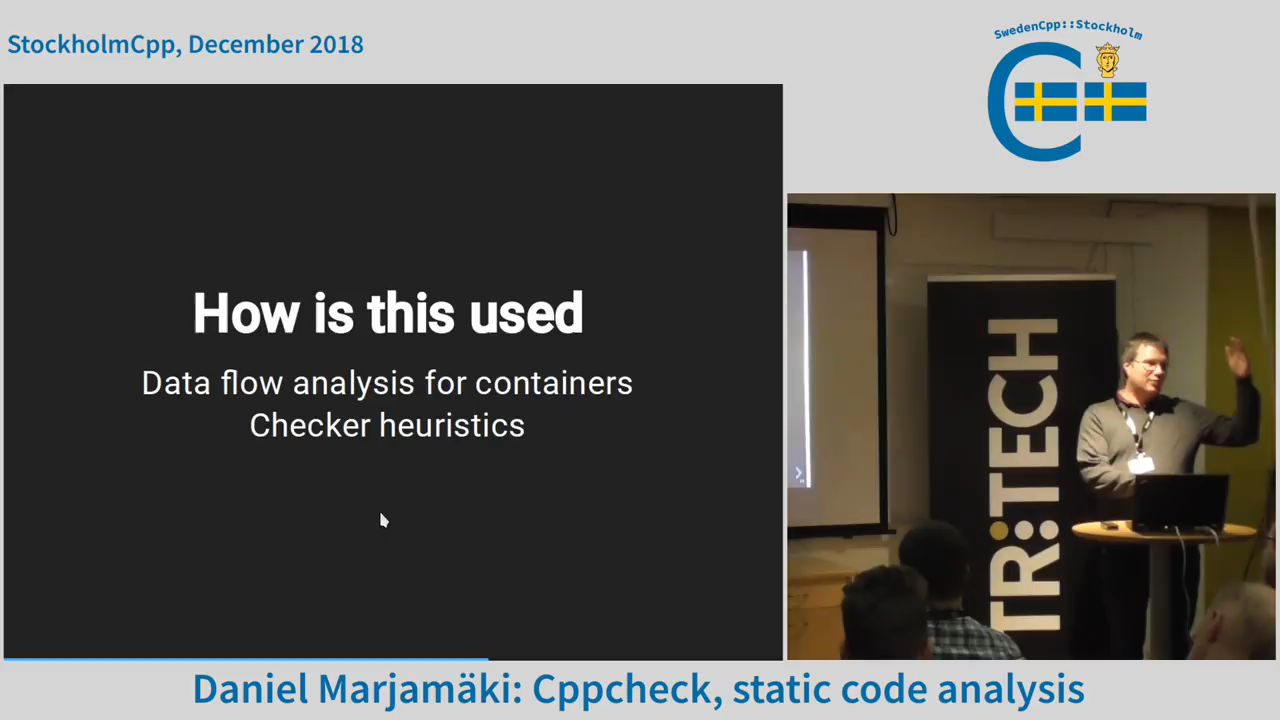 StockholmCpp, December 2018
SwedenCpp::Stockholm
How is this used
Data flow analysis for containers
Checker heuristics
TR:TECH
Daniel Marjamäki: Cppcheck, static code analysis